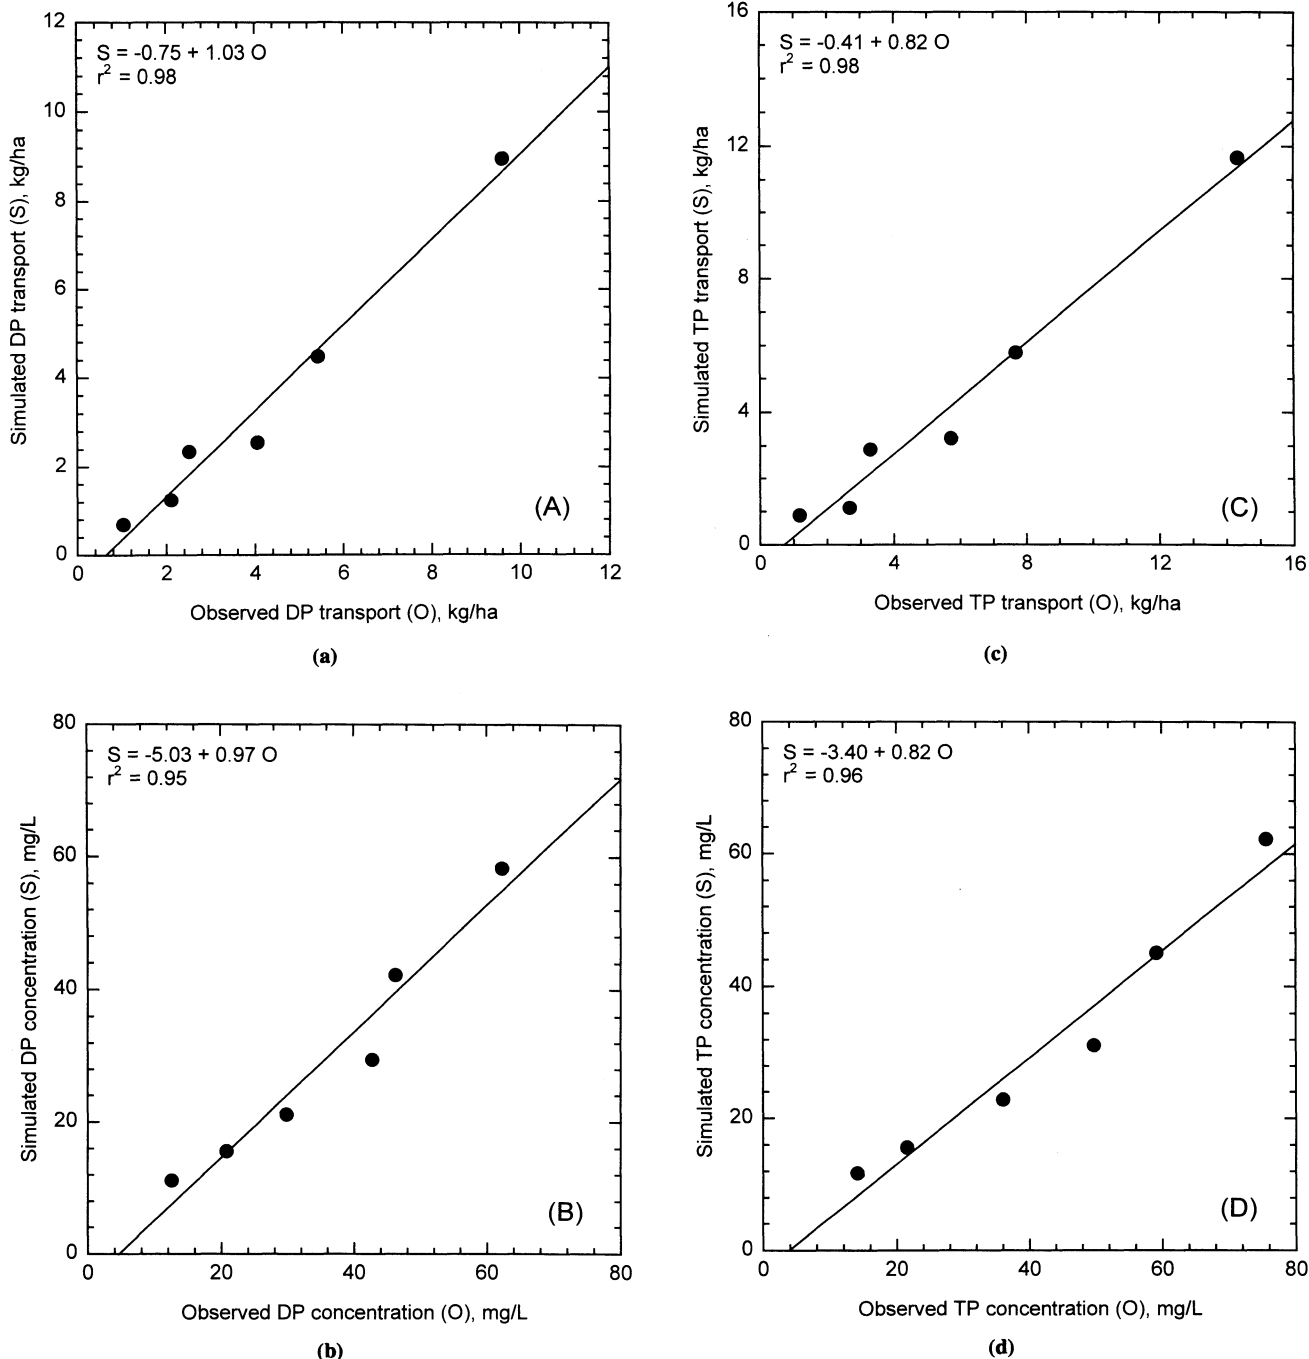 12
10
8
6
4
2
0
Simulated DP transport (S), kg/ha
S = -0.75 + 1.03 O
r² = 0.98
(A)
0 2 4 6 8 10 12
Observed DP transport (O), kg/ha
(a)
16
12
8
4
0
Simulated TP transport (S), kg/ha
S = -0.41 + 0.82 O
r² = 0.98
(C)
0 4 8 12 16
Observed TP transport (O), kg/ha
(c)
80
60
40
20
0
Simulated DP concentration (S), mg/L
S = -5.03 + 0.97 O
r² = 0.95
(B)
0 20 40 60 80
Observed DP concentration (O), mg/L
(b)
80
60
40
20
0
Simulated TP concentration (S), mg/L
S = -3.40 + 0.82 O
r² = 0.96
(D)
0 20 40 60 80
Observed TP concentration (O), mg/L
(d)